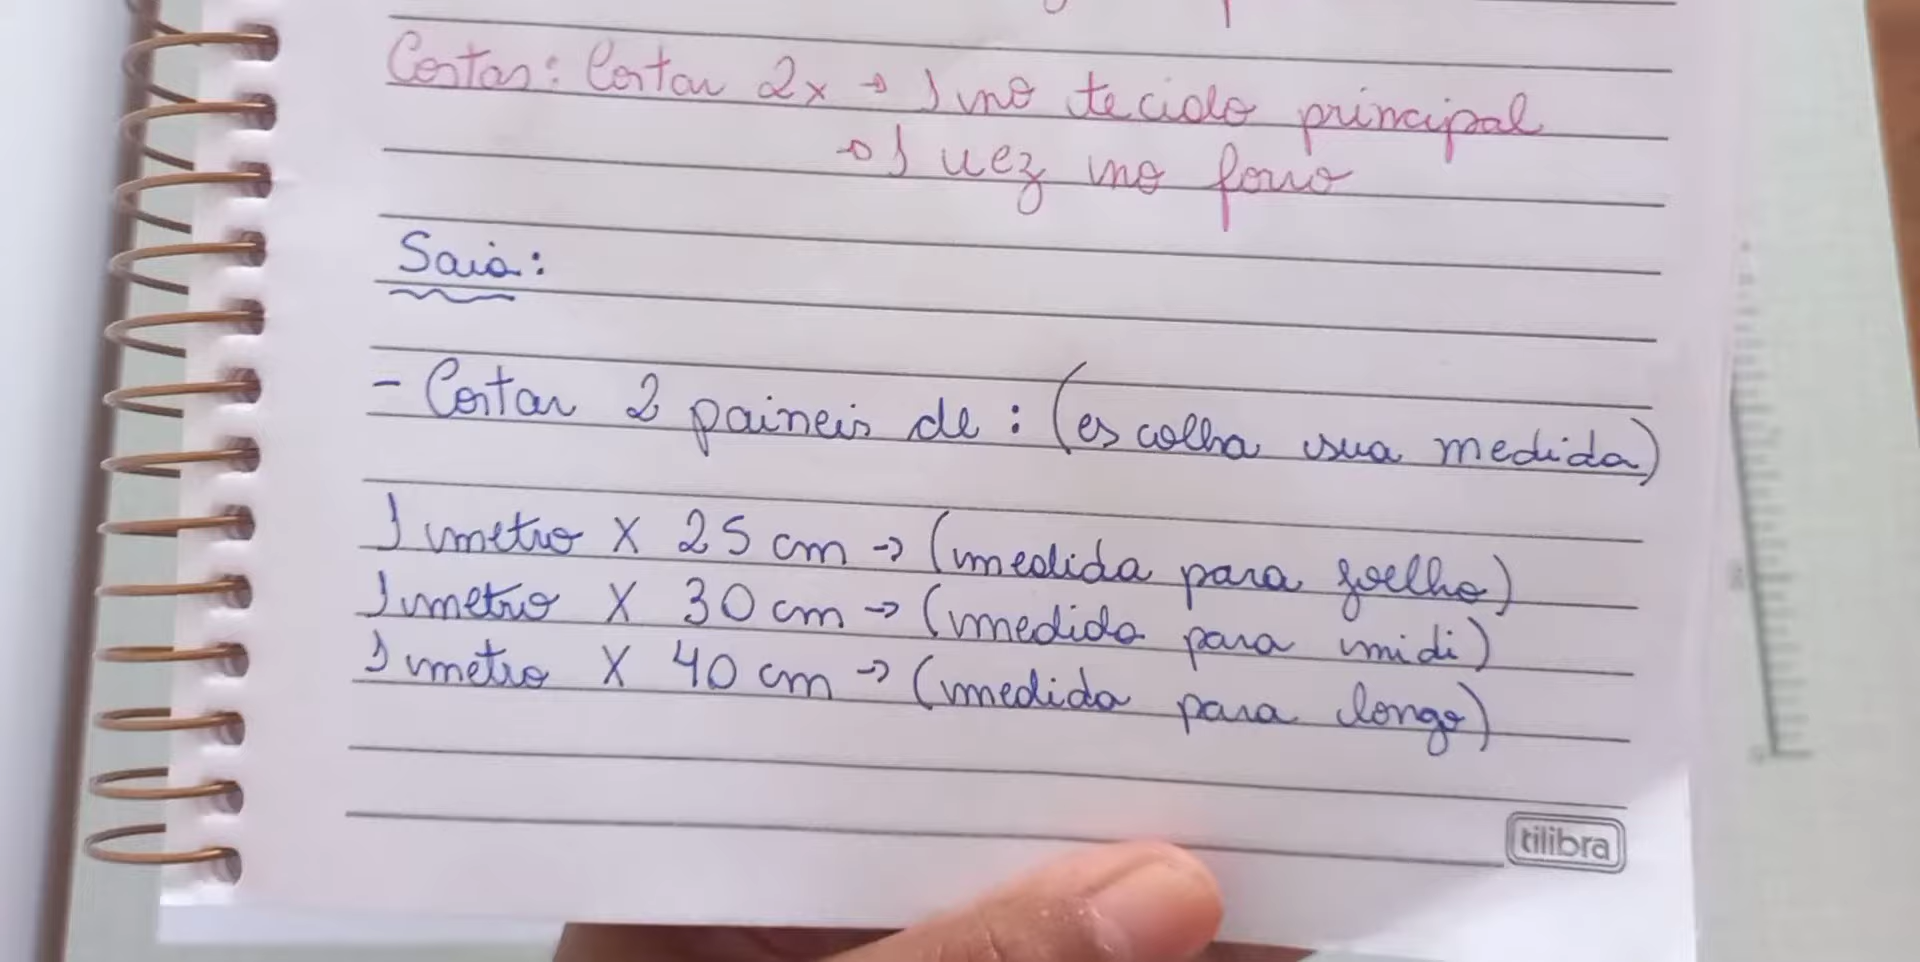 Costas: Cortar 2x → 1 no tecido principal
→ 1 vez no forro
Saia:
- Cortar 2 paineis de: (escolha sua medida)
1 metro X 25 cm → (medida para joelho)
1 metro X 30 cm → (medida para midi)
1 metro X 40 cm → (medida para longo)
tilibra